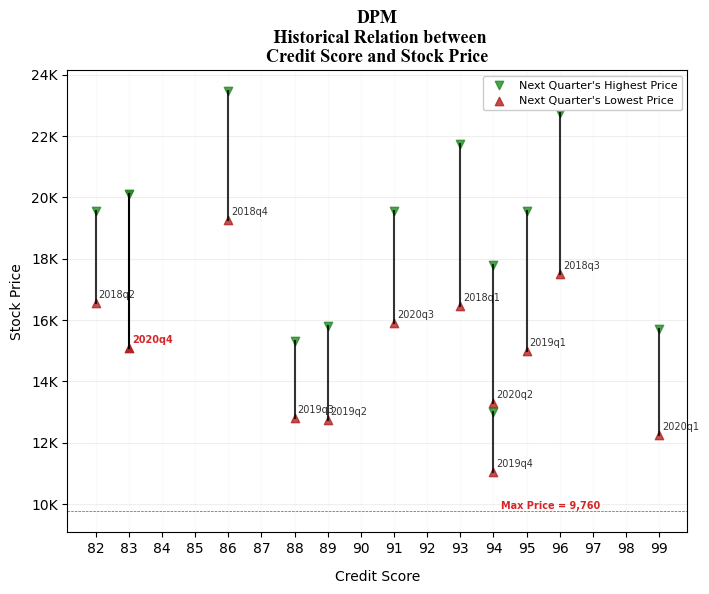 DPM
Historical Relation between
Credit Score and Stock Price
24K
22K
20K
18K
16K
14K
12K
10K
Stock Price
Next Quarter's Highest Price
Next Quarter's Lowest Price
2018q4
2018q2
2020q4
2020q3
2018q1
2018q3
2019q1
2019q3
2019q2
2020q2
2020q1
2019q4
Max Price = 9,760
82 83 84 85 86 87 88 89 90 91 92 93 94 95 96 97 98 99
Credit Score